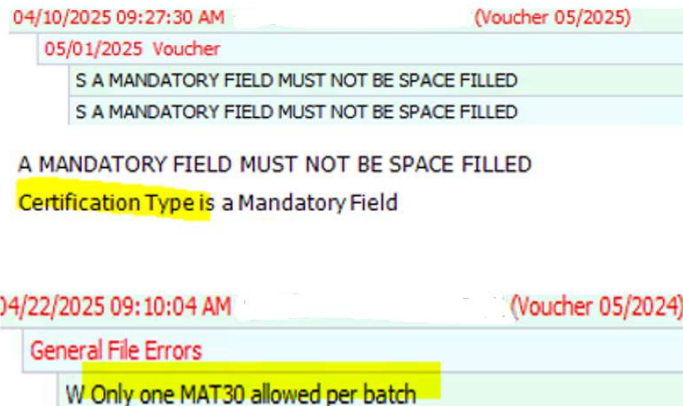 04/10/2025 09:27:30 AM (Voucher 05/2025)
05/01/2025 Voucher
S A MANDATORY FIELD MUST NOT BE SPACE FILLED
S A MANDATORY FIELD MUST NOT BE SPACE FILLED
A MANDATORY FIELD MUST NOT BE SPACE FILLED
Certification Type is a Mandatory Field
04/22/2025 09:10:04 AM (Voucher 05/2024)
General File Errors
W Only one MAT30 allowed per batch